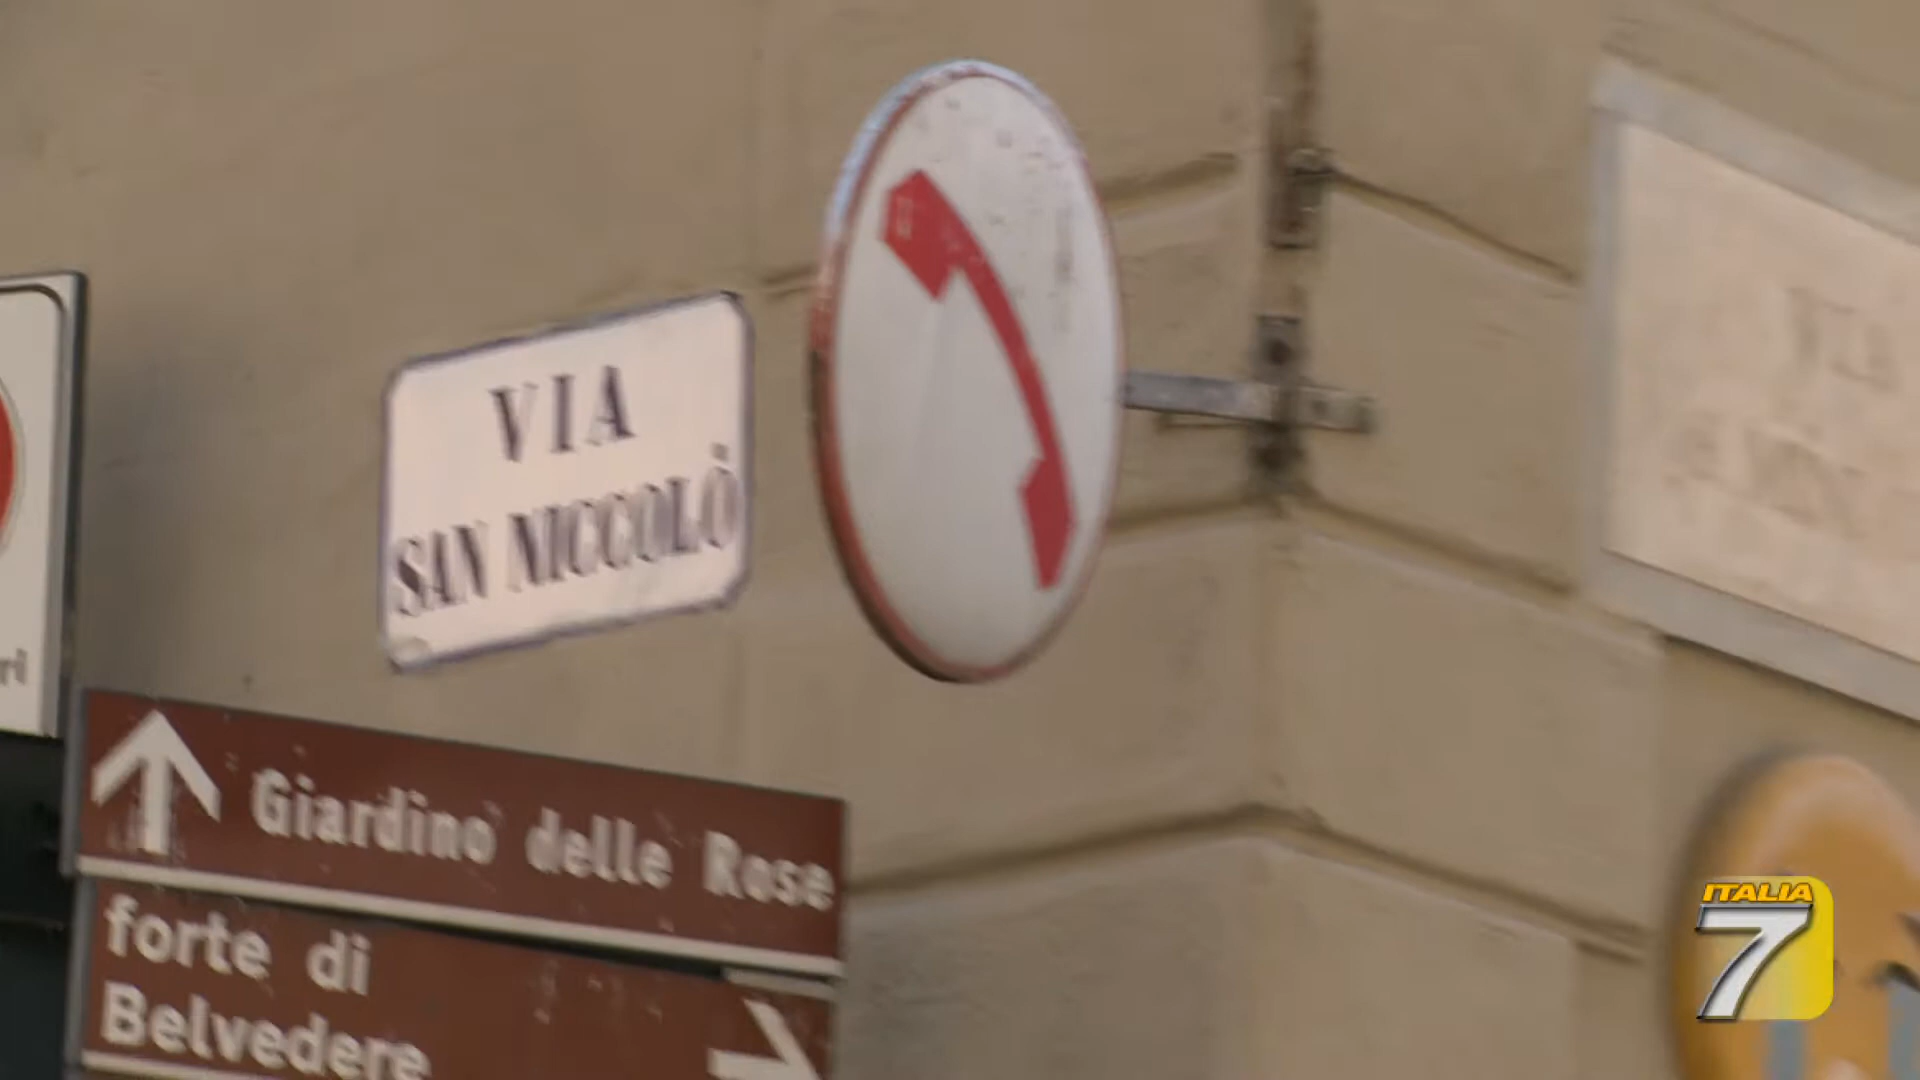 VIA
SAN NICCOLÒ
Giardino delle Rose
forte di
Belvedere
ITALIA
7